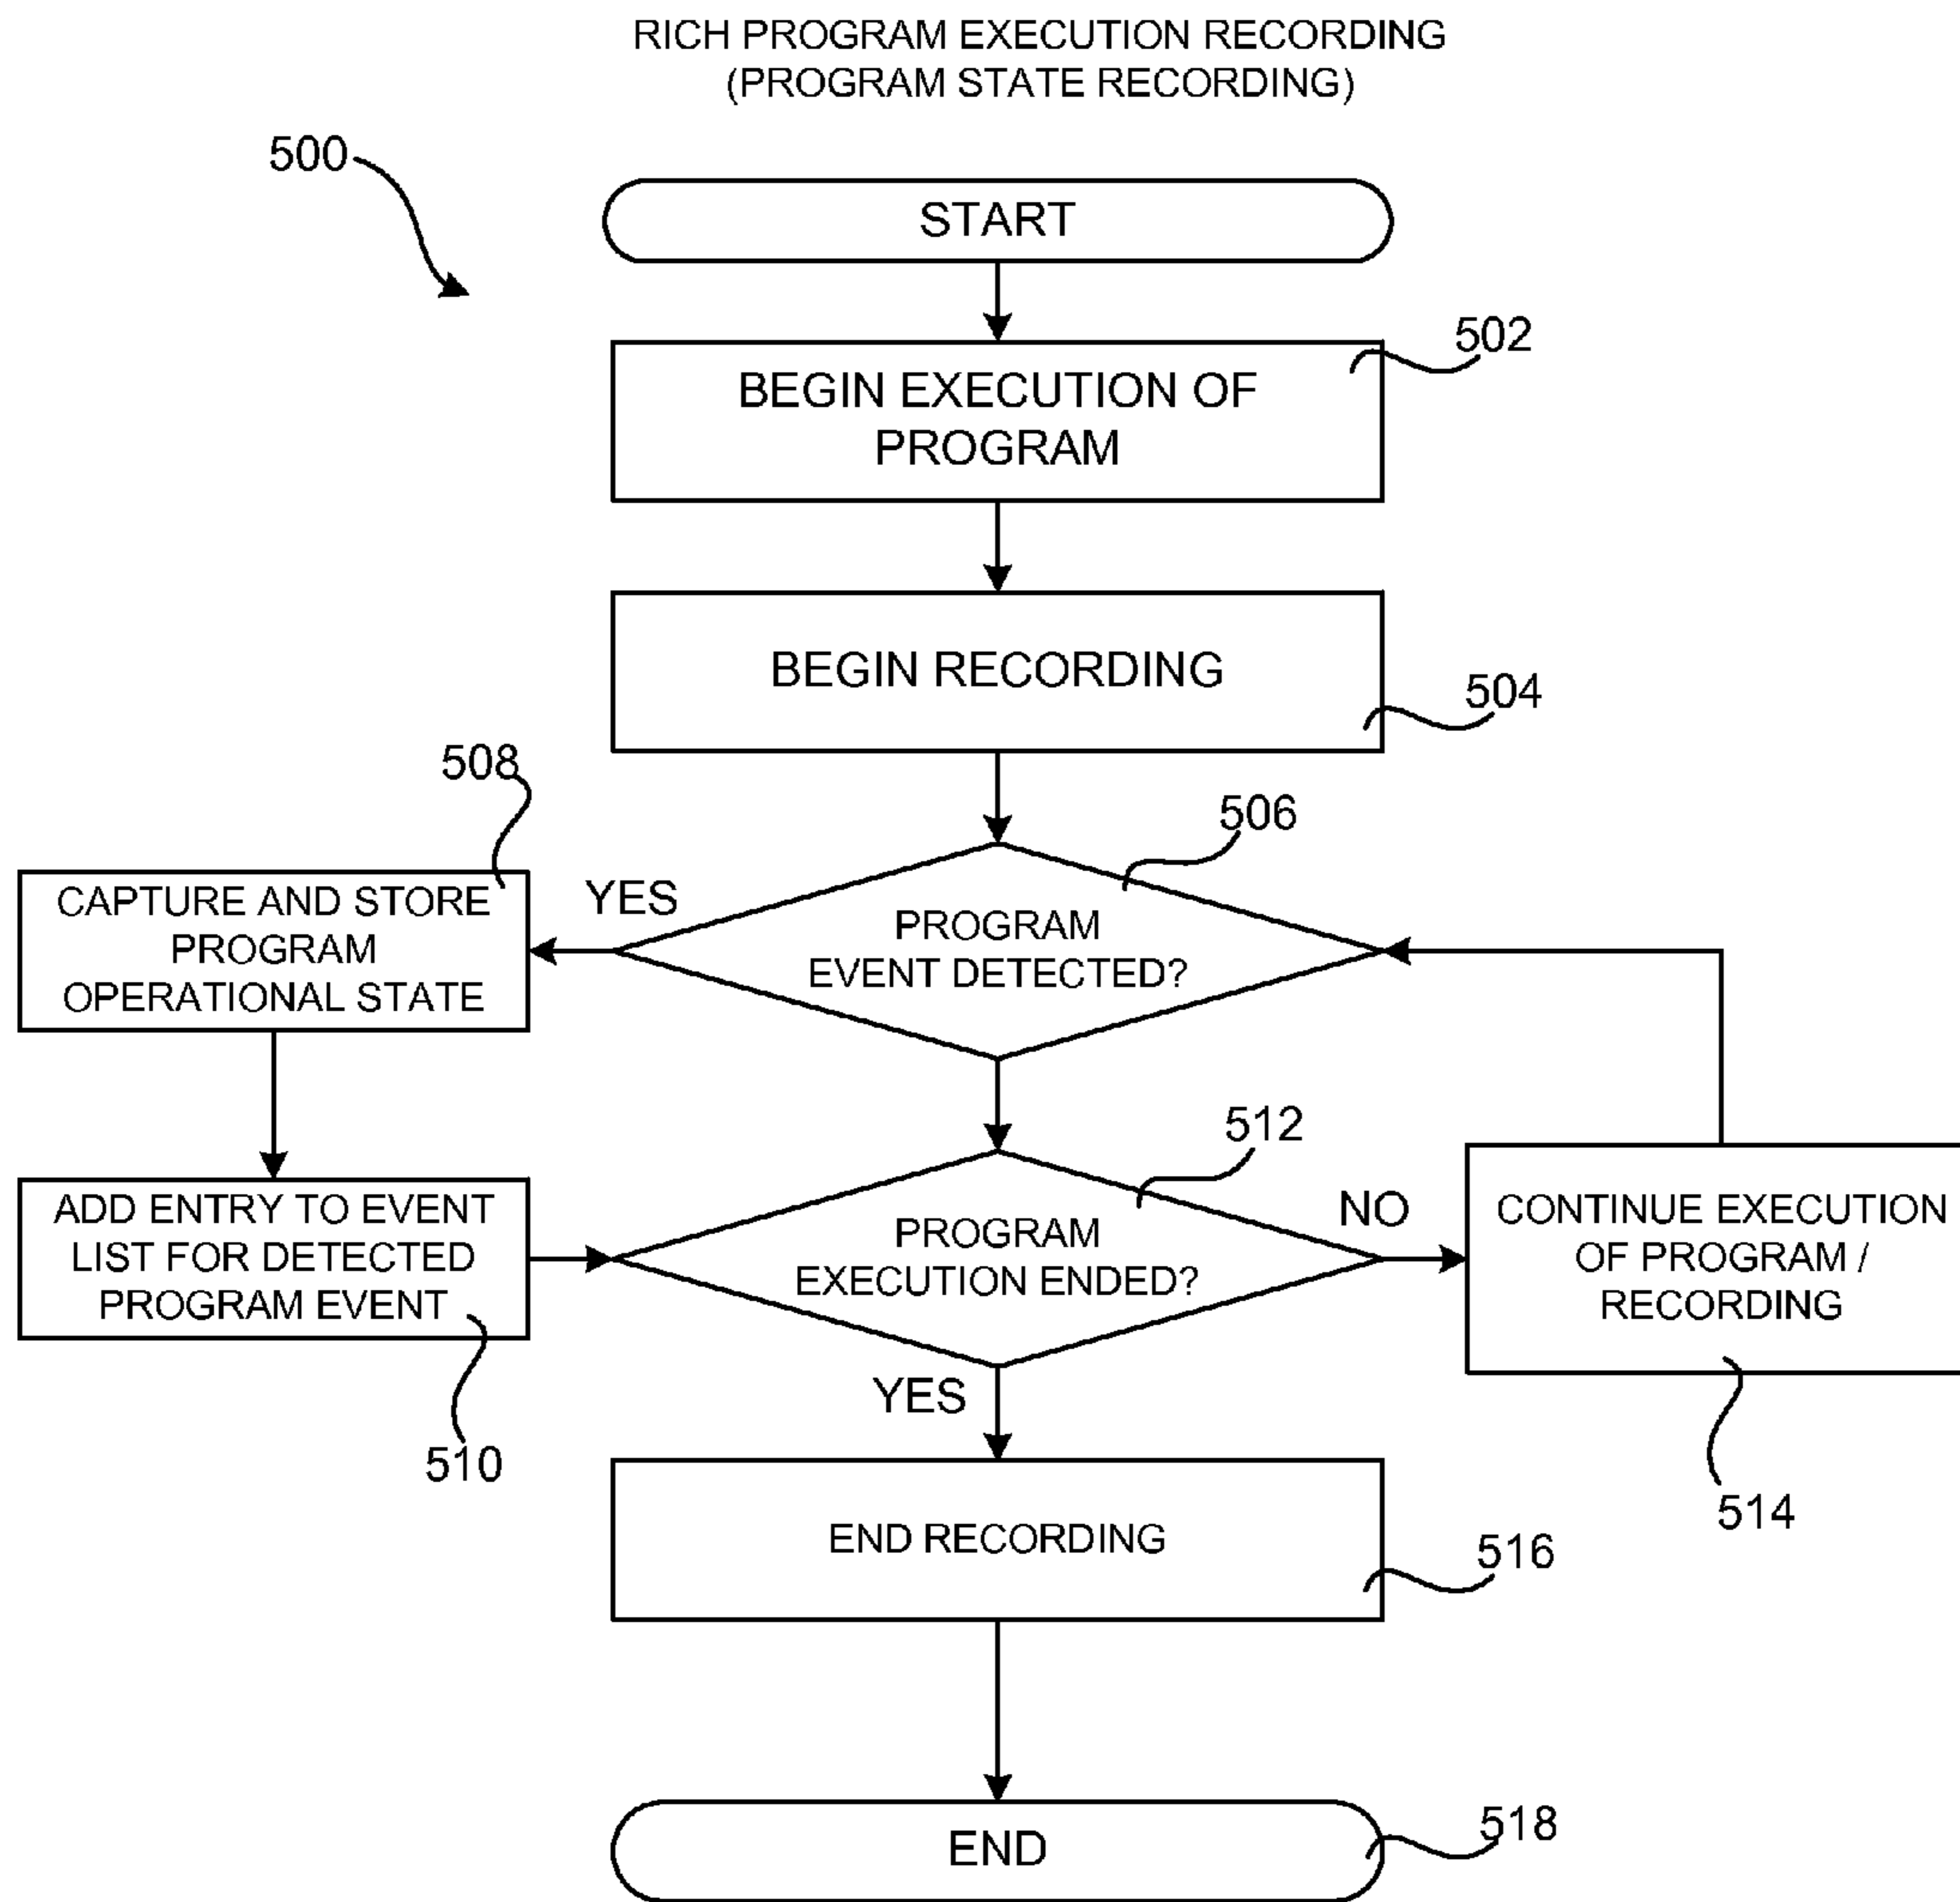 RICH PROGRAM EXECUTION RECORDING
(PROGRAM STATE RECORDING)
500
START
502
BEGIN EXECUTION OF
PROGRAM
BEGIN RECORDING
504
508
506
CAPTURE AND STORE
PROGRAM
OPERATIONAL STATE
YES
PROGRAM
EVENT DETECTED?
512
ADD ENTRY TO EVENT
LIST FOR DETECTED
PROGRAM EVENT
PROGRAM
EXECUTION ENDED?
NO
CONTINUE EXECUTION
OF PROGRAM /
RECORDING
YES
510
514
END RECORDING
516
END
518